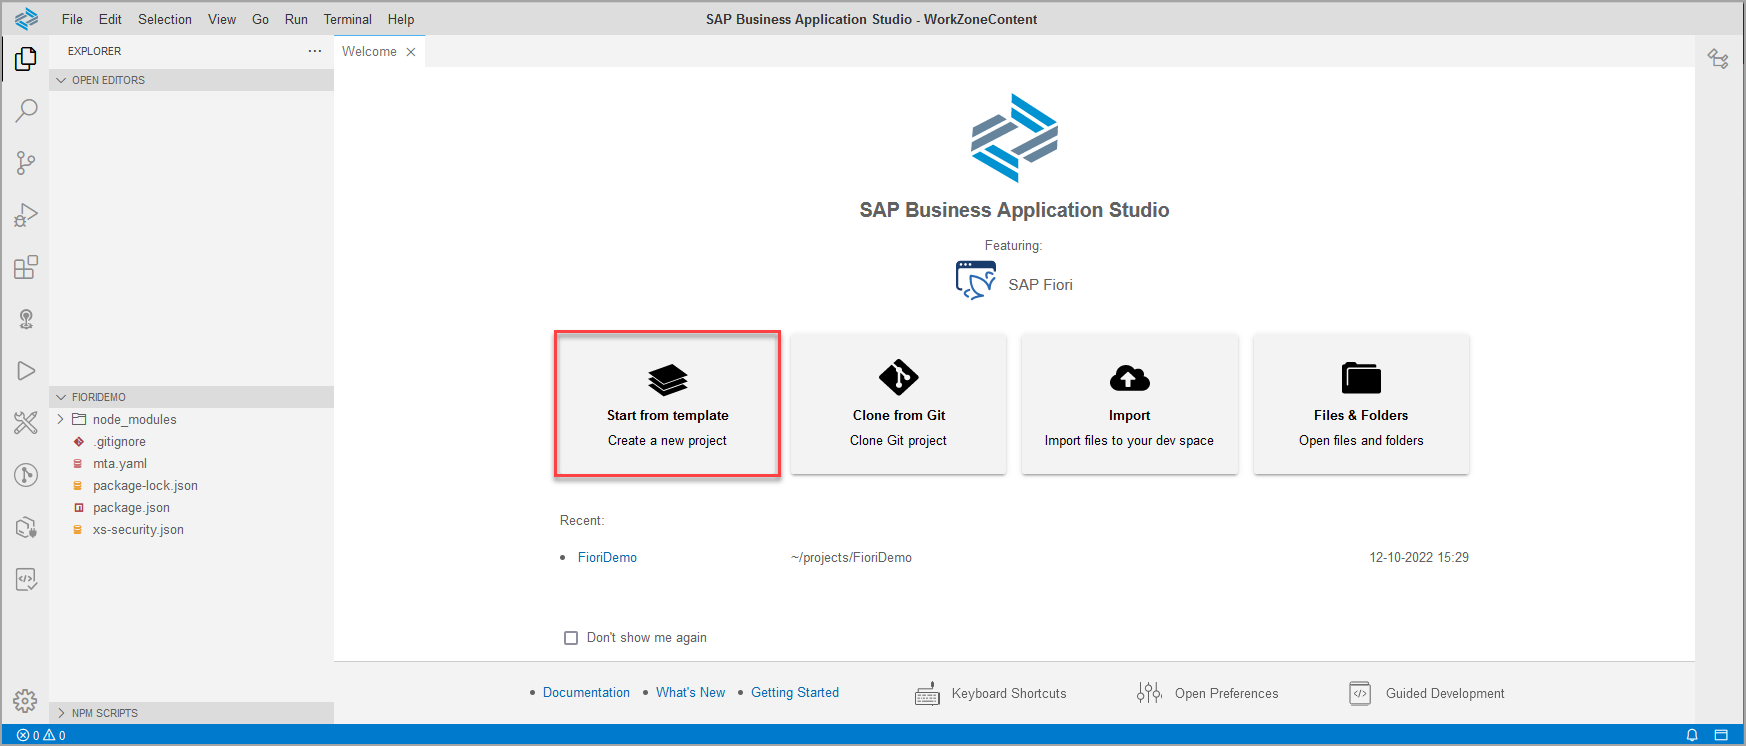 File Edit Selection View Go Run Terminal Help SAP Business Application Studio - WorkZoneContent
EXPLORER
OPEN EDITORS
FIORIDEMO
node_modules
.gitignore
mta.yaml
package-lock.json
package.json
xs-security.json
NPM SCRIPTS
Welcome
SAP Business Application Studio
Featuring:
SAP Fiori
Start from template
Create a new project
Clone from Git
Clone Git project
Import
Import files to your dev space
Files & Folders
Open files and folders
Recent:
FioriDemo ~/projects/FioriDemo 12-10-2022 15:29
Don't show me again
Documentation What's New Getting Started Keyboard Shortcuts Open Preferences Guided Development
0 0